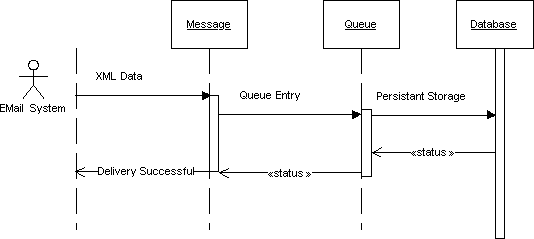 Message
Queue
Database
XML Data
EMail System
Queue Entry
Persistant Storage
«status »
Delivery Successful
«status »